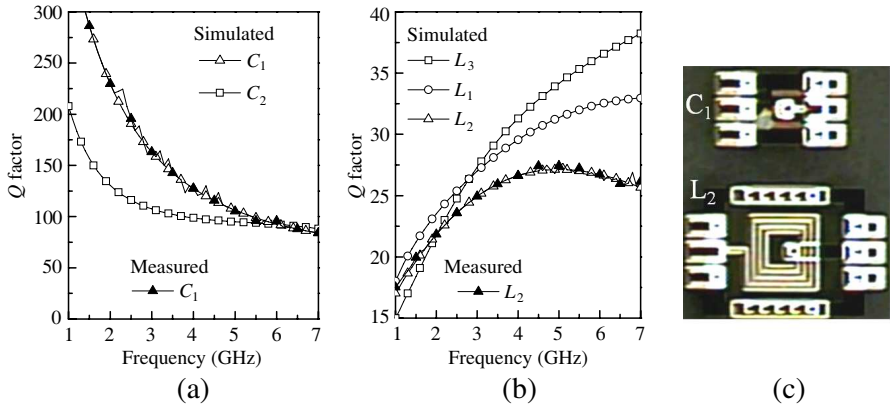 300
250
200
150
100
50
0
Q factor
Simulated
C1
C2
Measured
C1
1 2 3 4 5 6 7
Frequency (GHz)
(a)
40
35
30
25
20
15
Q factor
Simulated
L3
L1
L2
Measured
L2
1 2 3 4 5 6 7
Frequency (GHz)
(b)
C1
L2
(c)